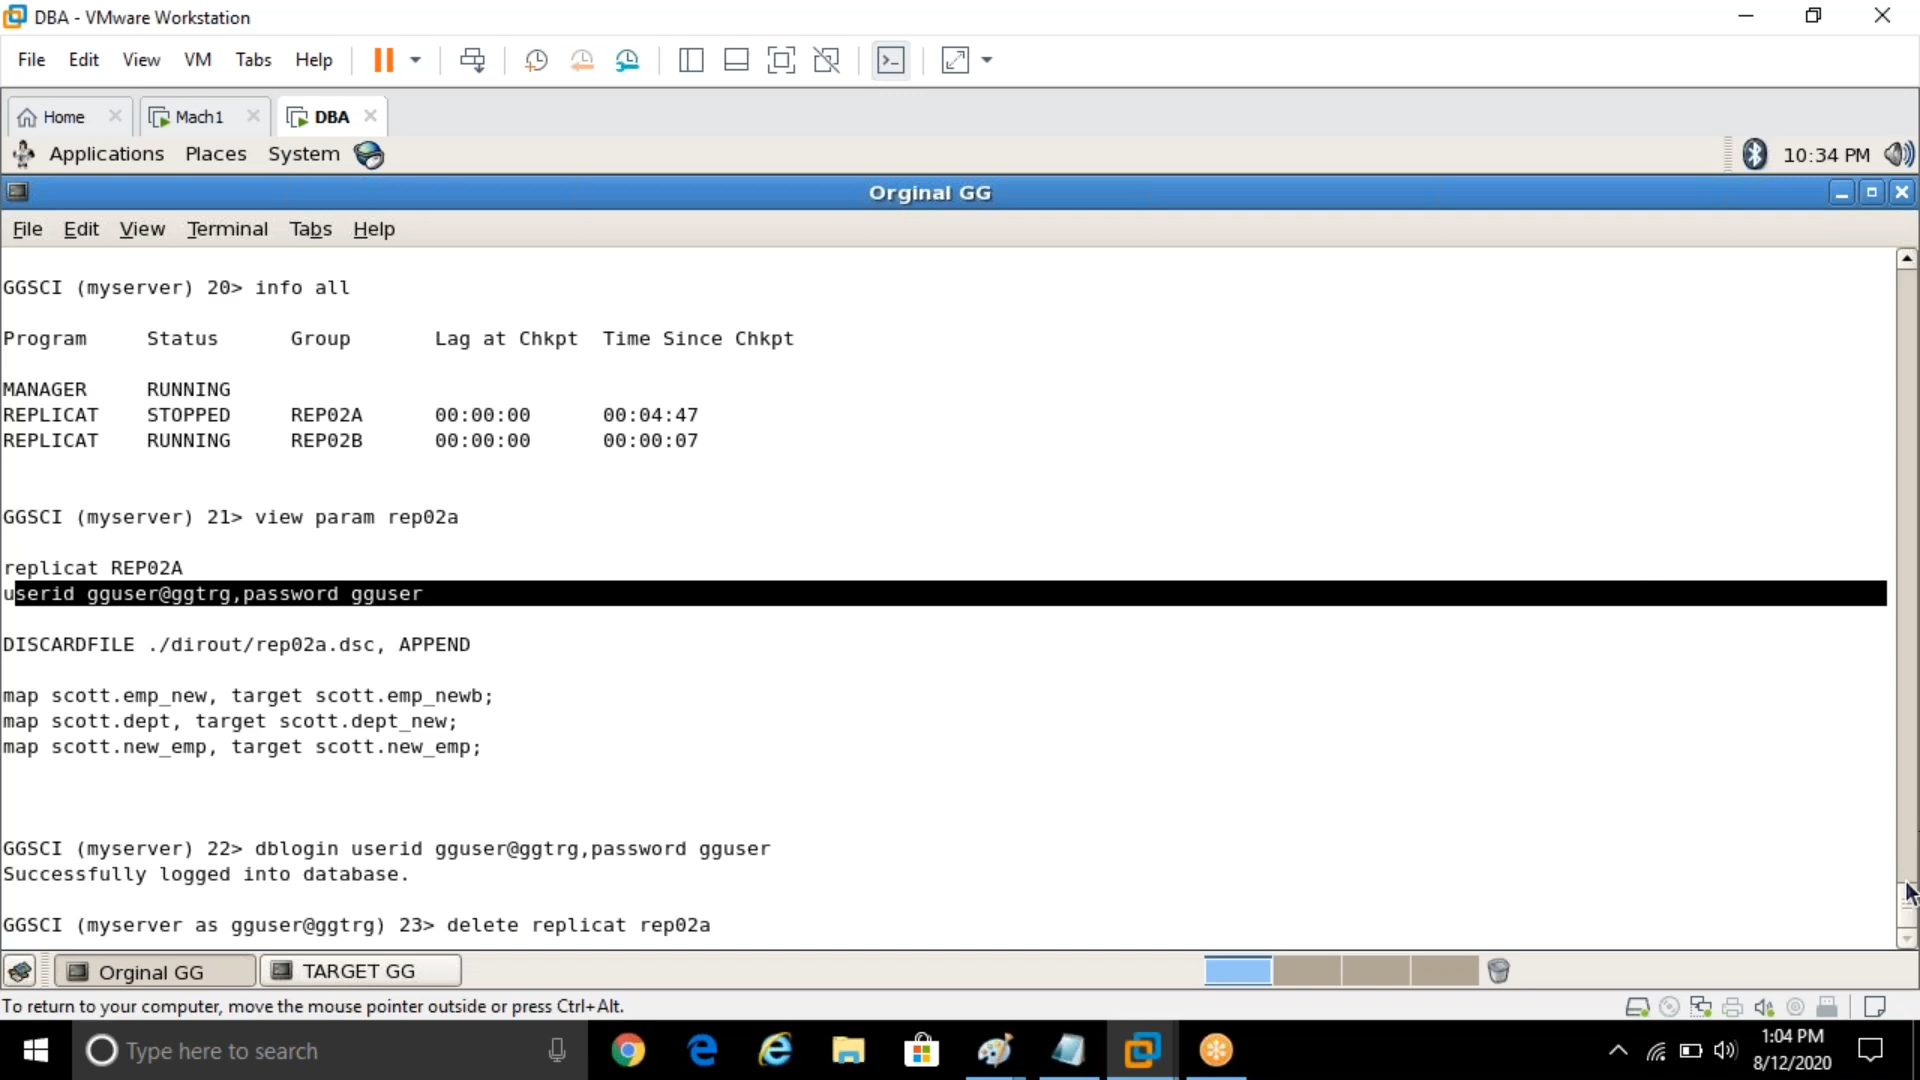 DBA - VMware Workstation
File Edit View VM Tabs Help
Home Mach1 DBA
Applications Places System 10:34 PM
Orginal GG
File Edit View Terminal Tabs Help
GGSCI (myserver) 20> info all
Program Status Group Lag at Chkpt Time Since Chkpt
MANAGER RUNNING
REPLICAT STOPPED REP02A 00:00:00 00:04:47
REPLICAT RUNNING REP02B 00:00:00 00:00:07
GGSCI (myserver) 21> view param rep02a
replicat REP02A
userid gguser@ggtrg,password gguser
DISCARDFILE ./dirout/rep02a.dsc, APPEND
map scott.emp_new, target scott.emp_newb;
map scott.dept, target scott.dept_new;
map scott.new_emp, target scott.new_emp;
GGSCI (myserver) 22> dblogin userid gguser@ggtrg,password gguser
Successfully logged into database.
GGSCI (myserver as gguser@ggtrg) 23> delete replicat rep02a
Orginal GG TARGET GG
To return to your computer, move the mouse pointer outside or press Ctrl+Alt.
Type here to search
1:04 PM
8/12/2020